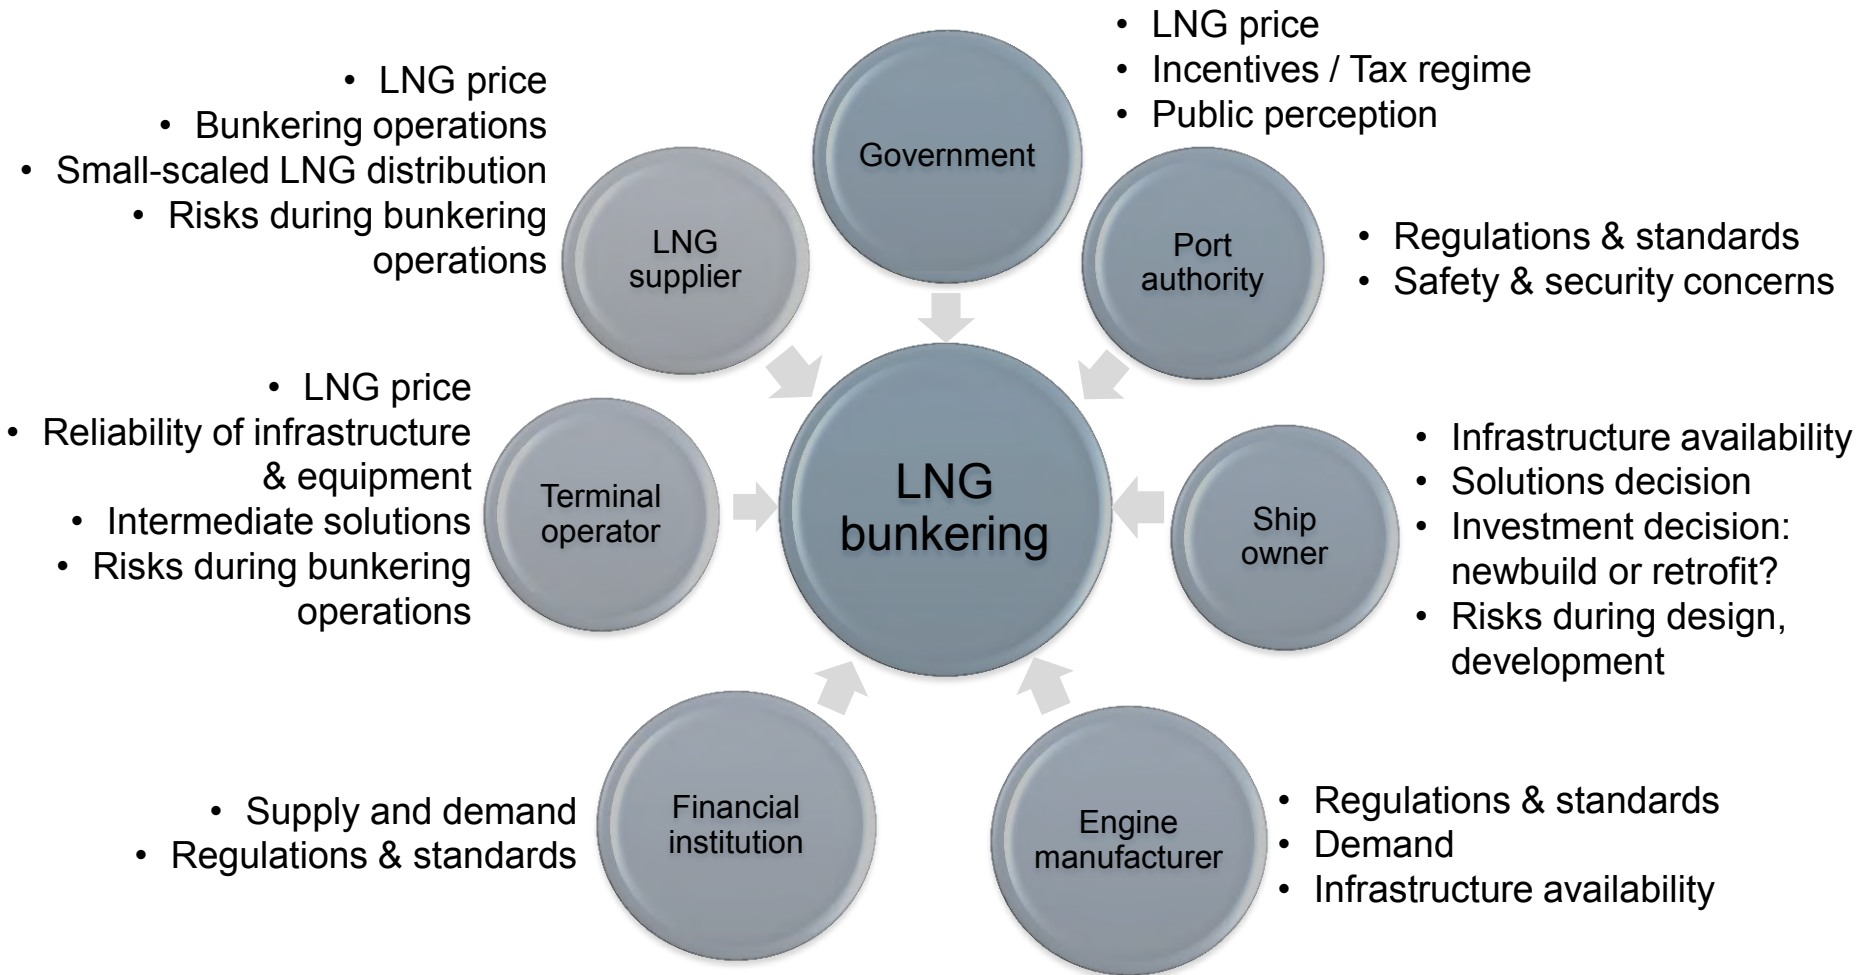 • LNG price
• Incentives / Tax regime
• Public perception
Government
• LNG price
• Bunkering operations
• Small-scaled LNG distribution
• Risks during bunkering
operations
LNG
supplier
Port
authority
• Regulations & standards
• Safety & security concerns
• LNG price
• Reliability of infrastructure
& equipment
• Intermediate solutions
• Risks during bunkering
operations
Terminal
operator
LNG
bunkering
Ship
owner
• Infrastructure availability
• Solutions decision
• Investment decision:
newbuild or retrofit?
• Risks during design,
development
• Supply and demand
• Regulations & standards
Financial
institution
Engine
manufacturer
• Regulations & standards
• Demand
• Infrastructure availability